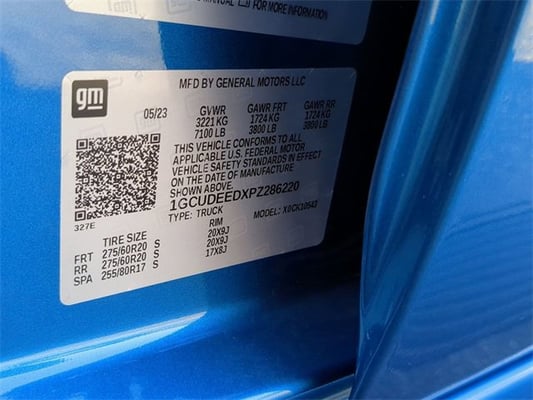 FOR MORE INFORMATION
gm
MFD BY GENERAL MOTORS LLC
05/23 GVWR GAWR FRT GAWR RR
3221 KG 1724 KG 1724 KG
7100 LB 3800 LB 3800 LB
THIS VEHICLE CONFORMS TO ALL
APPLICABLE U.S. FEDERAL MOTOR
VEHICLE SAFETY STANDARDS IN EFFECT
ON THE DATE OF MANUFACTURE
SHOWN ABOVE.
1GCUDEEDXPZ286220
TYPE: TRUCK MODEL: X0CK10543
327E
TIRE SIZE RIM
FRT 275/60R20 S 20X9J
RR 275/60R20 S 20X9J
SPA 255/80R17 S 17X8J